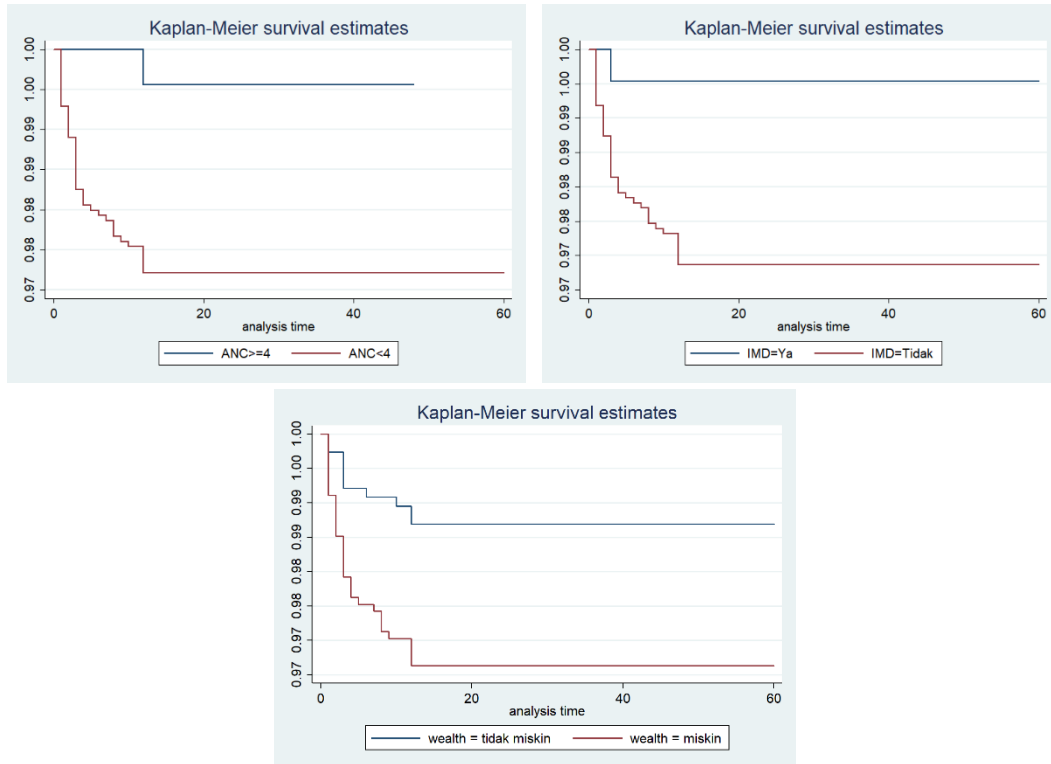 Kaplan-Meier survival estimates
1.00
1.00
0.99
0.99
0.98
0.98
0.97
0 20 40 60
analysis time
ANC>=4 ANC<4
Kaplan-Meier survival estimates
1.00
1.00
0.99
0.99
0.98
0.98
0.97
0.97
0 20 40 60
analysis time
IMD=Ya IMD=Tidak
Kaplan-Meier survival estimates
1.00
1.00
0.99
0.99
0.98
0.98
0.97
0.97
0 20 40 60
analysis time
wealth = tidak miskin wealth = miskin